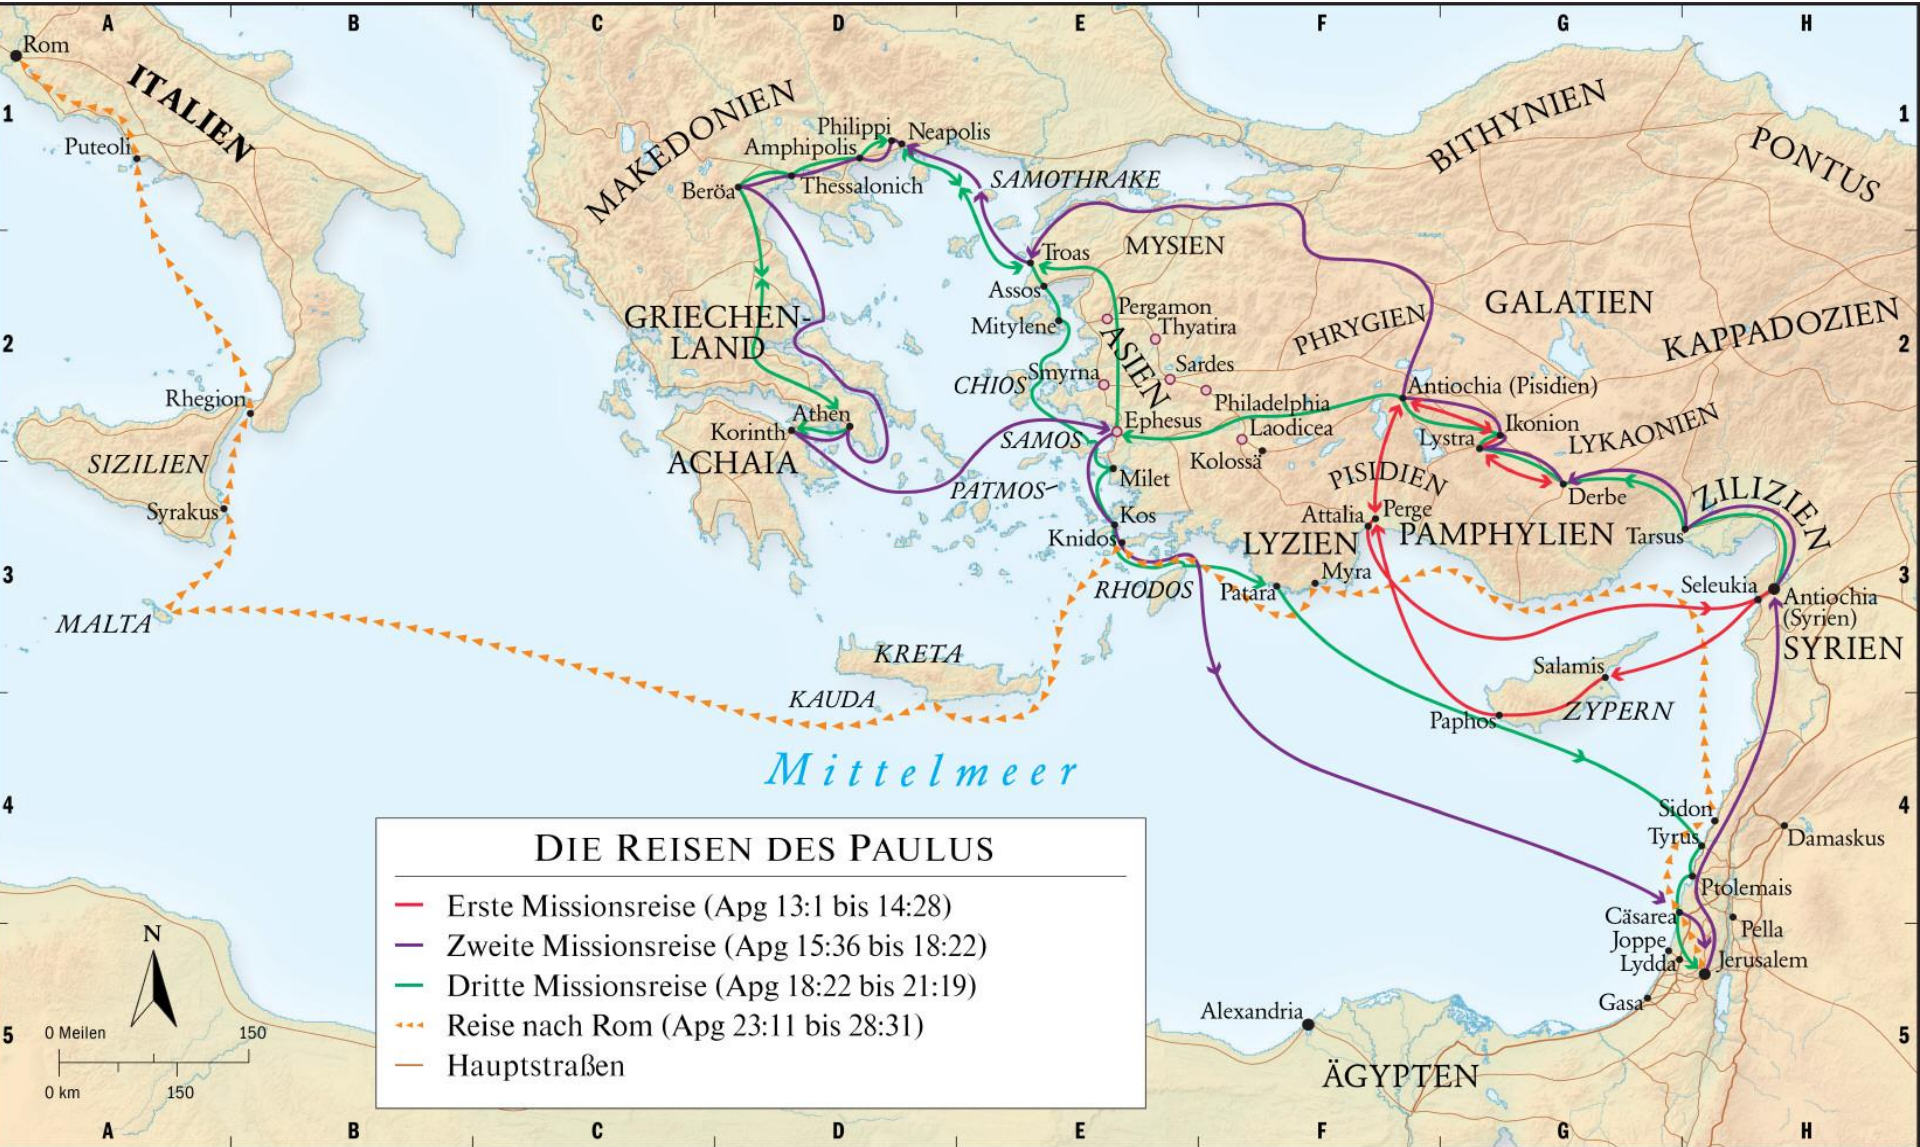 A B C D E F G H
1
1
2
2
3
3
4
4
5
5
A B C D E F G H
Rom
ITALIEN
Puteoli
Rhegion
SIZILIEN
Syrakus
MALTA
MAKEDONIEN
Philippi
Neapolis
Amphipolis
Beröa
Thessalonich
SAMOTHRAKE
GRIECHEN-
LAND
Athen
Korinth
ACHAIA
BITHYNIEN
PONTUS
MYSIEN
Troas
Assos
Mitylene
Pergamon
Thyatira
ASIEN
Sardes
Smyrna
CHIOS
Philadelphia
Ephesus
Laodicea
SAMOS
Kolossä
Milet
PATMOS
Kos
Knidos
RHODOS
PHRYGIEN
GALATIEN
KAPPADOZIEN
Antiochia (Pisidien)
Ikonion
Lystra
LYKAONIEN
PISIDIEN
Derbe
ZILIZIEN
Attalia
Perge
LYZIEN
PAMPHYLIEN
Tarsus
Myra
Patara
Seleukia
Antiochia
(Syrien)
SYRIEN
KRETA
KAUDA
Salamis
ZYPERN
Paphos
Mittelmeer
Sidon
Tyrus
Damaskus
Ptolemais
Cäsarea
Pella
Joppe
Lydda
Jerusalem
Gasa
Alexandria
ÄGYPTEN
N
0 Meilen 150
0 km 150
DIE REISEN DES PAULUS
Erste Missionsreise (Apg 13:1 bis 14:28)
Zweite Missionsreise (Apg 15:36 bis 18:22)
Dritte Missionsreise (Apg 18:22 bis 21:19)
Reise nach Rom (Apg 23:11 bis 28:31)
Hauptstraßen